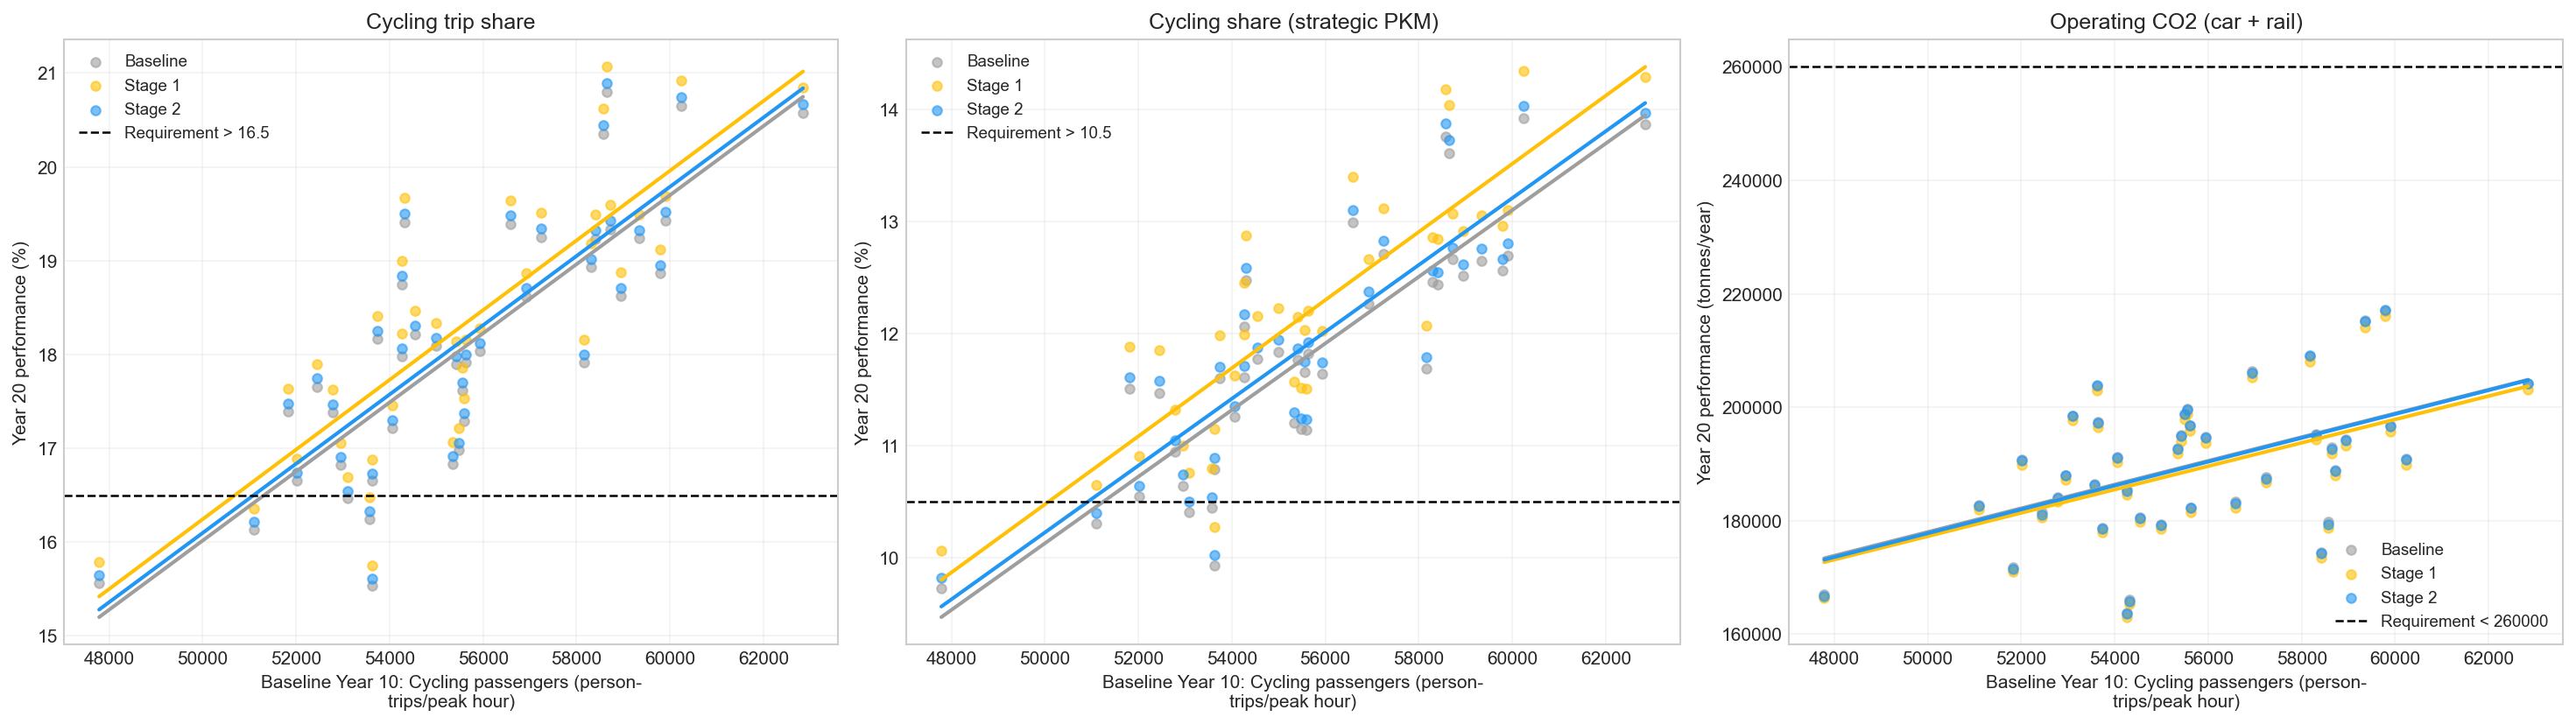 Cycling trip share
Baseline
Stage 1
Stage 2
Requirement > 16.5
21
20
19
18
17
16
15
Year 20 performance (%)
48000 50000 52000 54000 56000 58000 60000 62000
Baseline Year 10: Cycling passengers (person-
trips/peak hour)
Cycling share (strategic PKM)
Baseline
Stage 1
Stage 2
Requirement > 10.5
14
13
12
11
10
Year 20 performance (%)
48000 50000 52000 54000 56000 58000 60000 62000
Baseline Year 10: Cycling passengers (person-
trips/peak hour)
Operating CO2 (car + rail)
260000
240000
220000
200000
180000
160000
Year 20 performance (tonnes/year)
Baseline
Stage 1
Stage 2
Requirement < 260000
48000 50000 52000 54000 56000 58000 60000 62000
Baseline Year 10: Cycling passengers (person-
trips/peak hour)